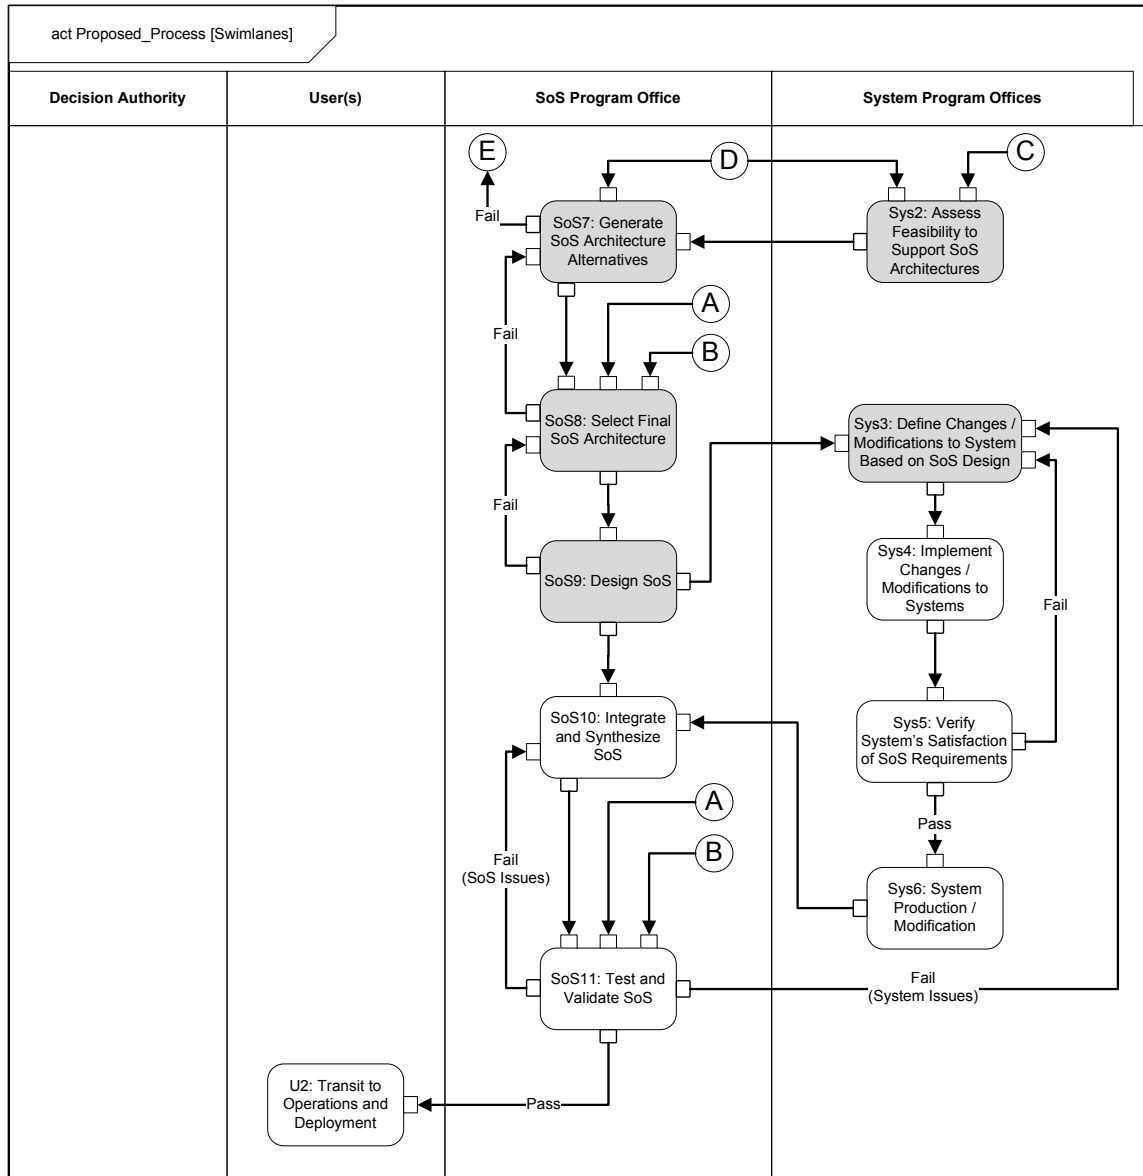 act Proposed_Process [Swimlanes]
Decision Authority
User(s)
SoS Program Office
System Program Offices
E
D
C
Fail
SoS7: Generate
SoS Architecture
Alternatives
Sys2: Assess
Feasibility to
Support SoS
Architectures
A
Fail
B
SoS8: Select Final
SoS Architecture
Sys3: Define Changes /
Modifications to System
Based on SoS Design
Fail
SoS9: Design SoS
Sys4: Implement
Changes /
Modifications to
Systems
Fail
SoS10: Integrate
and Synthesize
SoS
Sys5: Verify
System's Satisfaction
of SoS Requirements
A
Pass
B
Fail
(SoS Issues)
Sys6: System
Production /
Modification
SoS11: Test and
Validate SoS
Fail
(System Issues)
U2: Transit to
Operations and
Deployment
Pass